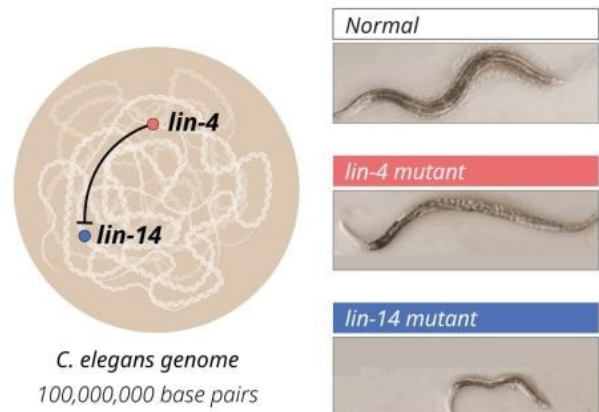 lin-4
lin-14
C. elegans genome
100,000,000 base pairs
Normal
lin-4 mutant
lin-14 mutant